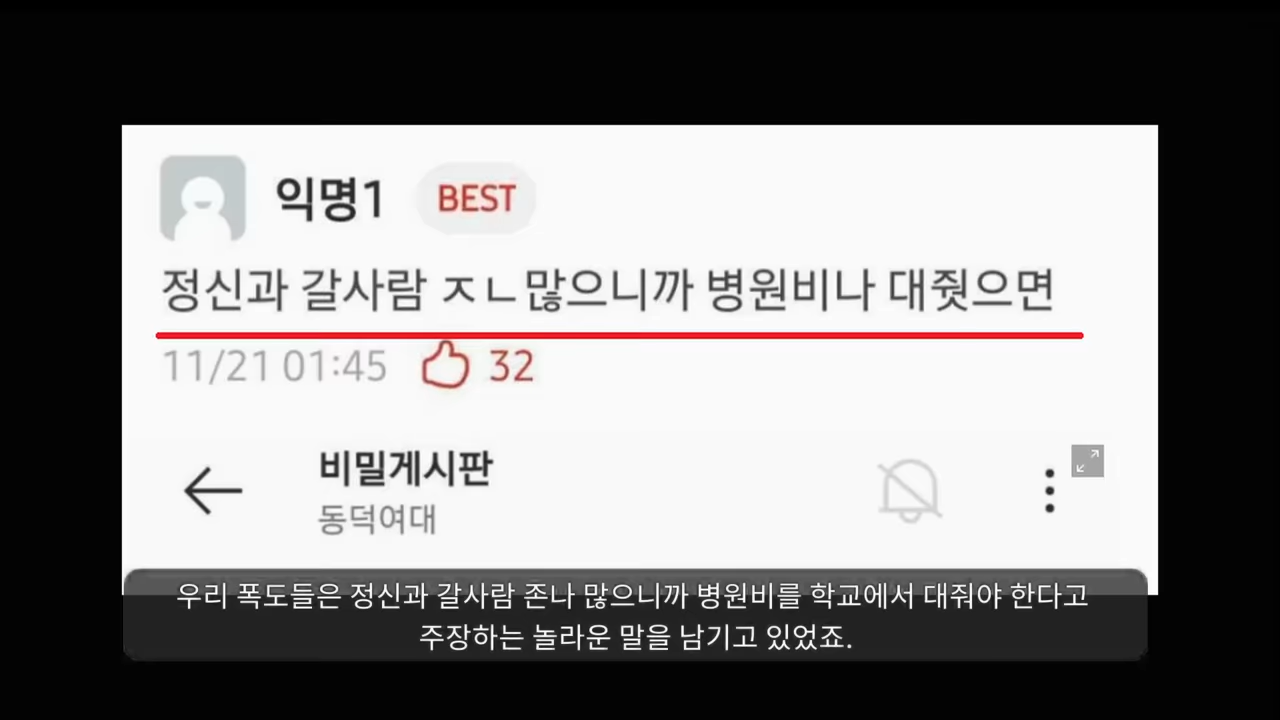 익명1 BEST
정신과 갈사람 ㅈㄴ많으니까 병원비나 대줫으면
11/21 01:45 32
비밀게시판
동덕여대
우리 폭도들은 정신과 갈사람 존나 많으니까 병원비를 학교에서 대줘야 한다고
주장하는 놀라운 말을 남기고 있었죠.